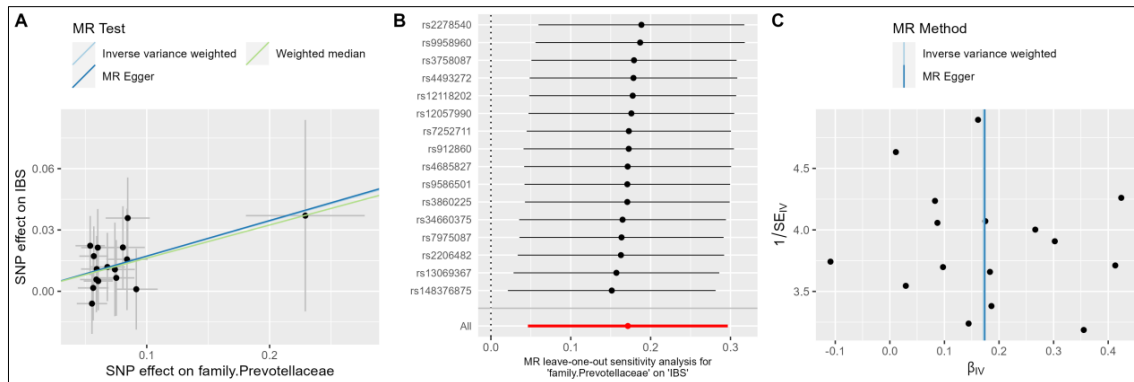 A
MR Test
Inverse variance weighted
Weighted median
MR Egger
SNP effect on IBS
0.06
0.03
0.00
0.1
0.2
SNP effect on family.Prevotellaceae
B
rs2278540
rs9958960
rs3758087
rs4493272
rs12118202
rs12057990
rs7252711
rs912860
rs4685827
rs9586501
rs3860225
rs34660375
rs7975087
rs2206482
rs13069367
rs148376875
All
0.0
0.1
0.2
0.3
MR leave-one-out sensitivity analysis for
'family.Prevotellaceae' on 'IBS'
C
MR Method
Inverse variance weighted
MR Egger
1/SE_IV
4.5
4.0
3.5
-0.1
0.0
0.1
0.2
0.3
0.4
β_IV